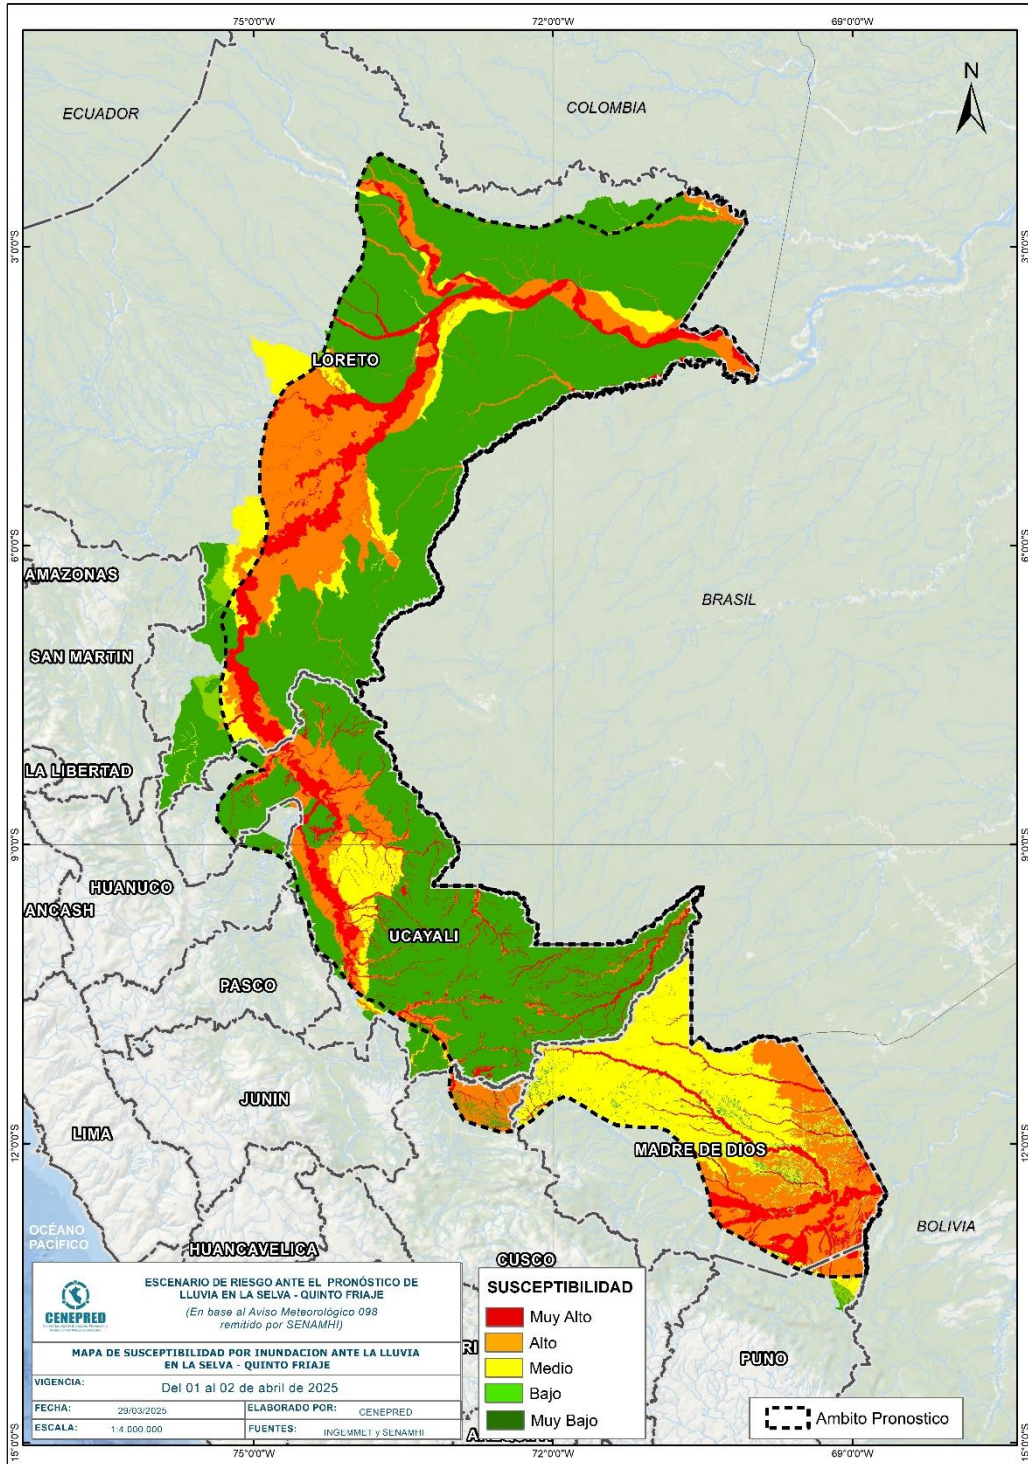 75°0'0"W
72°0'0"W
69°0'0"W
N
ECUADOR
COLOMBIA
3°0'0"S
3°0'0"S
LORETO
6°0'0"S
6°0'0"S
AMAZONAS
BRASIL
SAN MARTIN
LA LIBERTAD
9°0'0"S
9°0'0"S
HUANUCO
ANCASH
UCAYALI
PASCO
JUNIN
LIMA
12°0'0"S
12°0'0"S
MADRE DE DIOS
OCÉANO
PACÍFICO
BOLIVIA
HUANCAVELICA
CUSCO
PUNO
CENEPRED
ESCENARIO DE RIESGO ANTE EL PRONÓSTICO DE
LLUVIA EN LA SELVA - QUINTO FRIAJE
(En base al Aviso Meteorológico 098
remitido por SENAMHI)
MAPA DE SUSCEPTIBILIDAD POR INUNDACION ANTE LA LLUVIA
EN LA SELVA - QUINTO FRIAJE
VIGENCIA: Del 01 al 02 de abril de 2025
FECHA: 29/03/2025 ELABORADO POR: CENEPRED
ESCALA: 1:4.000.000 FUENTES: INGEMMET y SENAMHI
SUSCEPTIBILIDAD
Muy Alto
Alto
Medio
Bajo
Muy Bajo
Ambito Pronostico
15°0'0"S
15°0'0"S
75°0'0"W
72°0'0"W
69°0'0"W